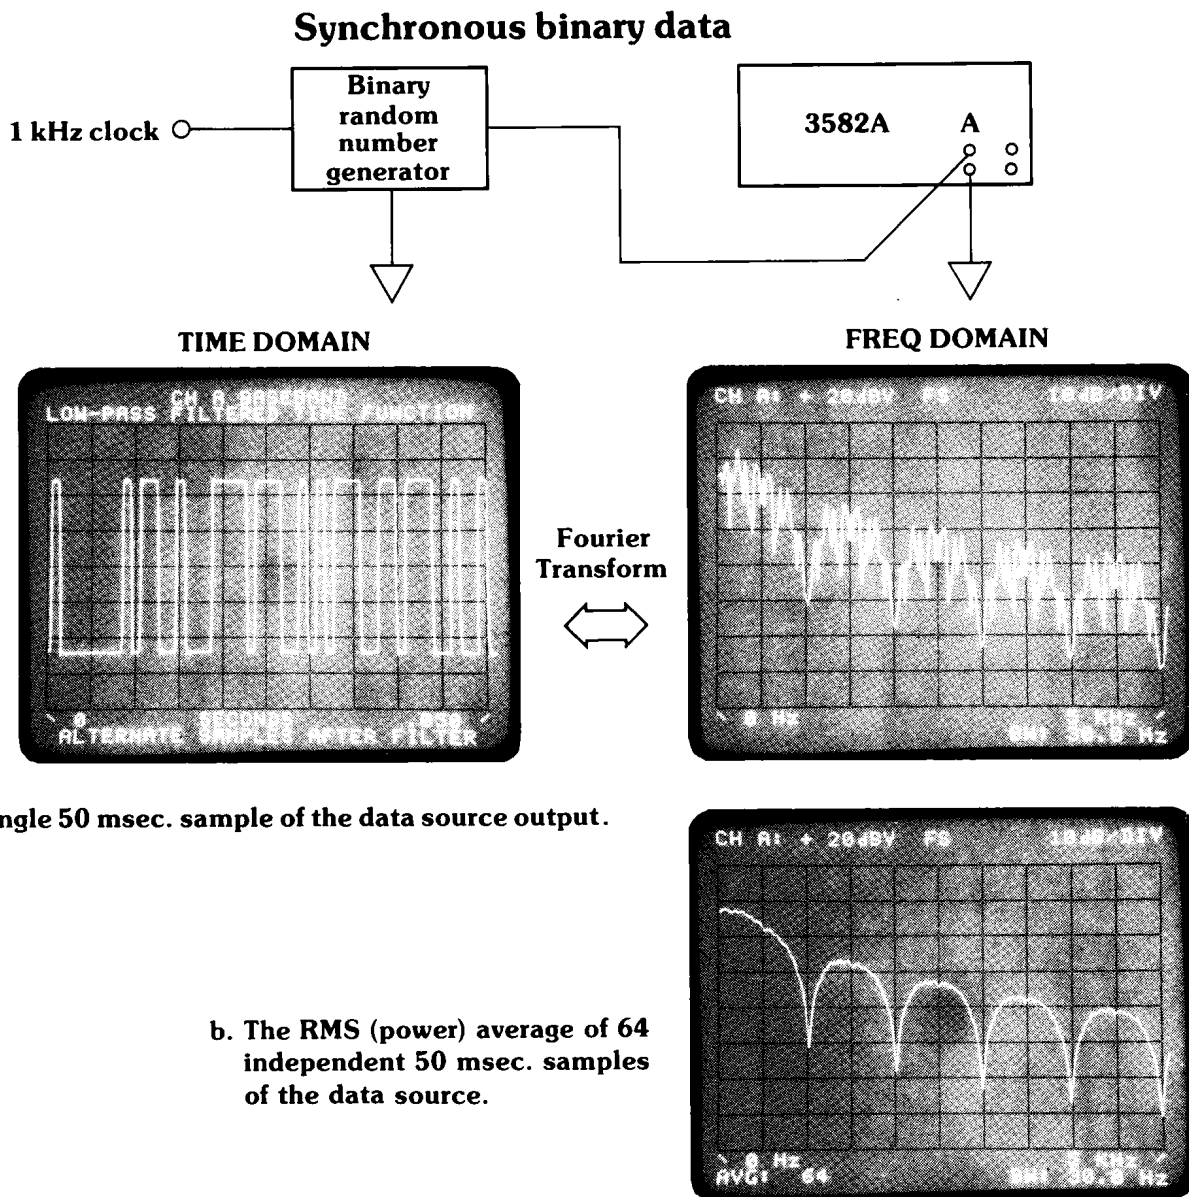 Synchronous binary data
1 kHz clock
Binary
random
number
generator
3582A A
TIME DOMAIN
FREQ DOMAIN
CH A BASEBAND
LOW-PASS FILTERED TIME FUNCTION
0 SECONDS .050
ALTERNATE SAMPLES AFTER FILTER
Fourier
Transform
CH A: + 20dBV FS 10dB/DIV
0 Hz 5 KHz
BW: 30.0 Hz
ngle 50 msec. sample of the data source output.
CH A: + 20dBV FS 10dB/DIV
0 Hz 5 KHz
AVG: 64 BW: 30.0 Hz
b. The RMS (power) average of 64
independent 50 msec. samples
of the data source.